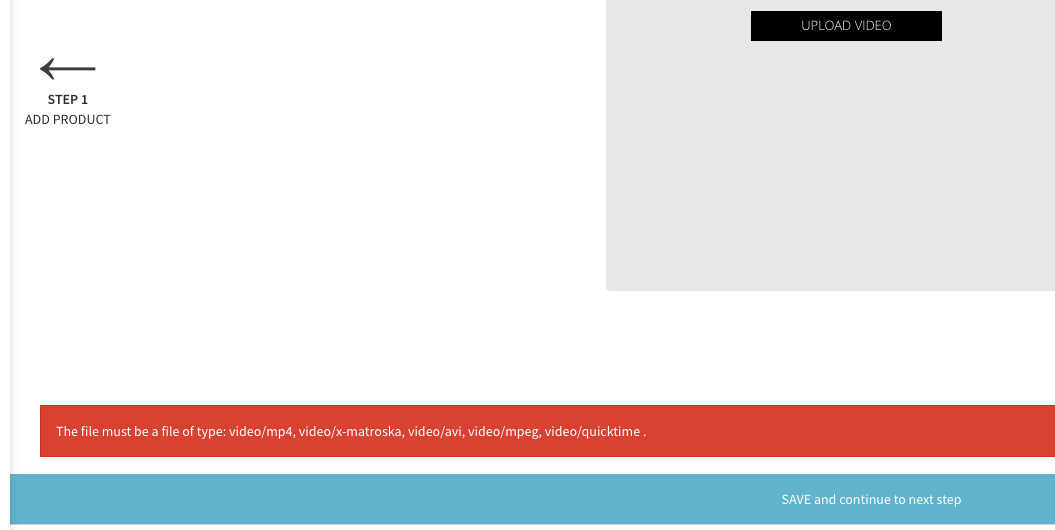 UPLOAD VIDEO
STEP 1
ADD PRODUCT
The file must be a file of type: video/mp4, video/x-matroska, video/avi, video/mpeg, video/quicktime .
SAVE and continue to next step